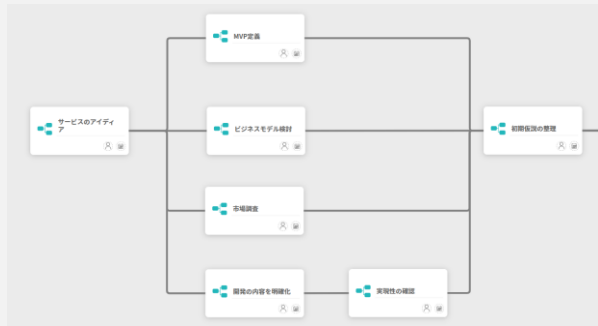 MVP定義
サービスのアイディ
ア
ビジネスモデル検討
初期仮説の整理
市場調査
開発の内容を明確化
実現性の確認